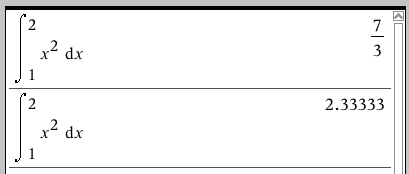 ∫₁² x² dx 7/3
∫₁² x² dx 2.33333